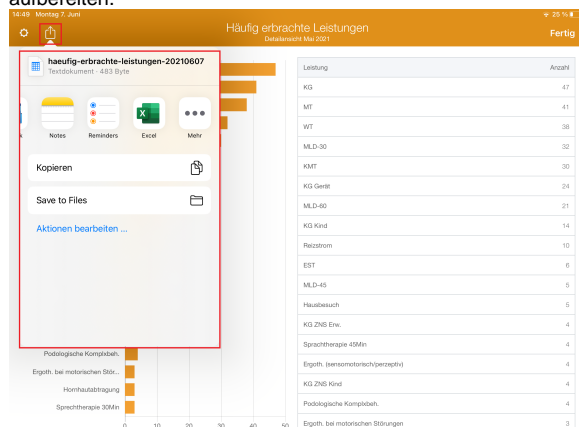 aufbereiten:
14:49 Montag 7. Juni
25 %
Häufig erbrachte Leistungen
Detailansicht Mai 2021
Fertig
haeufig-erbrachte-leistungen-20210607
Textdokument · 483 Byte
Notes
Reminders
Excel
Mehr
Kopieren
Save to Files
Aktionen bearbeiten ...
Podologische Komplxbeh.
Ergoth. bei motorischen Stör...
Hornhautabtragung
Sprechtherapie 30Min
0 10 20 30 40 50
Leistung Anzahl
KG 47
MT 41
WT 38
MLD-30 32
KMT 30
KG Gerät 24
MLD-60 21
KG Kind 14
Reizstrom 10
EST 6
MLD-45 5
Hausbesuch 5
KG ZNS Erw. 4
Sprachtherapie 45Min 4
Ergoth. (sensomotorisch/perzeptiv) 4
KG ZNS Kind 4
Podologische Komplxbeh. 4
Ergoth. bei motorischen Störungen 3